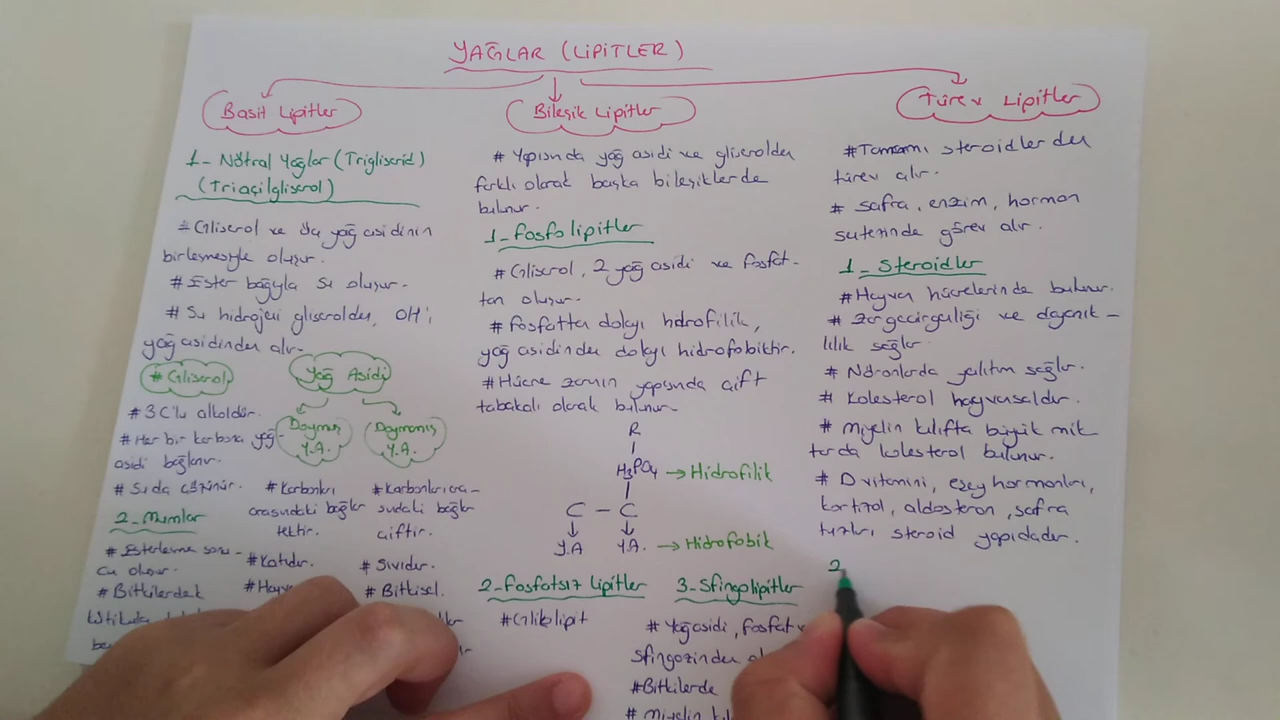 YAĞLAR (LİPİTLER)
Basit Lipitler
1- Nötral Yağlar (Trigliserid)
(Triaçilgliserol)
# Gliserol ve 3'ü yağ asidinin
birleşmesiyle oluşur.
# Ester bağıyla su oluşur.
# Su hidrojeni gliserolden, OH'ı
yağ asidinden alır.
# Gliserol
# 3 C'lu alkoldür.
# Her bir karbona yağ
asidi bağlanır.
# Suda çözünür.
Yağ Asidi
Doymuş
Y.A.
Doymamış
Y.A.
# Karbonları
arasındaki bağlar
tektir.
# Katıdır.
# Hayv
# Karbonları ara-
sındaki bağlar
çiftir.
# Sıvıdır.
# Bitkisel.
2- Mumlar
# Esterleşme sonu-
cu oluşur.
# Bitkilerdeki
Bileşik Lipitler
# Yapısında yağ asidi ve gliserolden
farklı olarak başka bileşiklerde
bulunur.
1- Fosfolipitler
# Gliserol, 2 yağ asidi ve fosfat-
tan oluşur.
# Fosfattan dolayı hidrofilik,
yağ asidinden dolayı hidrofobiktir.
# Hücre zarının yapısında çift
tabakalı olarak bulunur.
R
H3PO4 → Hidrofilik
C - C
Y.A Y.A. → Hidrofobik
2- Fosfatsız Lipitler
# Glikolipit
3- Sfingolipitler
# Yağ asidi, fosfat v
sfingozinden ol
# Bitkilerde
# Miyelin kıl
Türev Lipitler
# Tamamı steroidlerden
türev alır.
# Safra, enzim, hormon
sentezinde görev alır.
1- Steroidler
# Hayvan hücrelerinde bulunur.
# Zar geçirgenliği ve dayanık-
lılık sağlar
# Nöronlarda yalıtım sağlar.
# Kolesterol hayvansaldır.
# Miyelin kılıfta büyük mik
tarda kolesterol bulunur.
# D vitamini, eşey hormonları,
kortizol, aldosteron, safra
tuzları steroid yapıdadır.
2